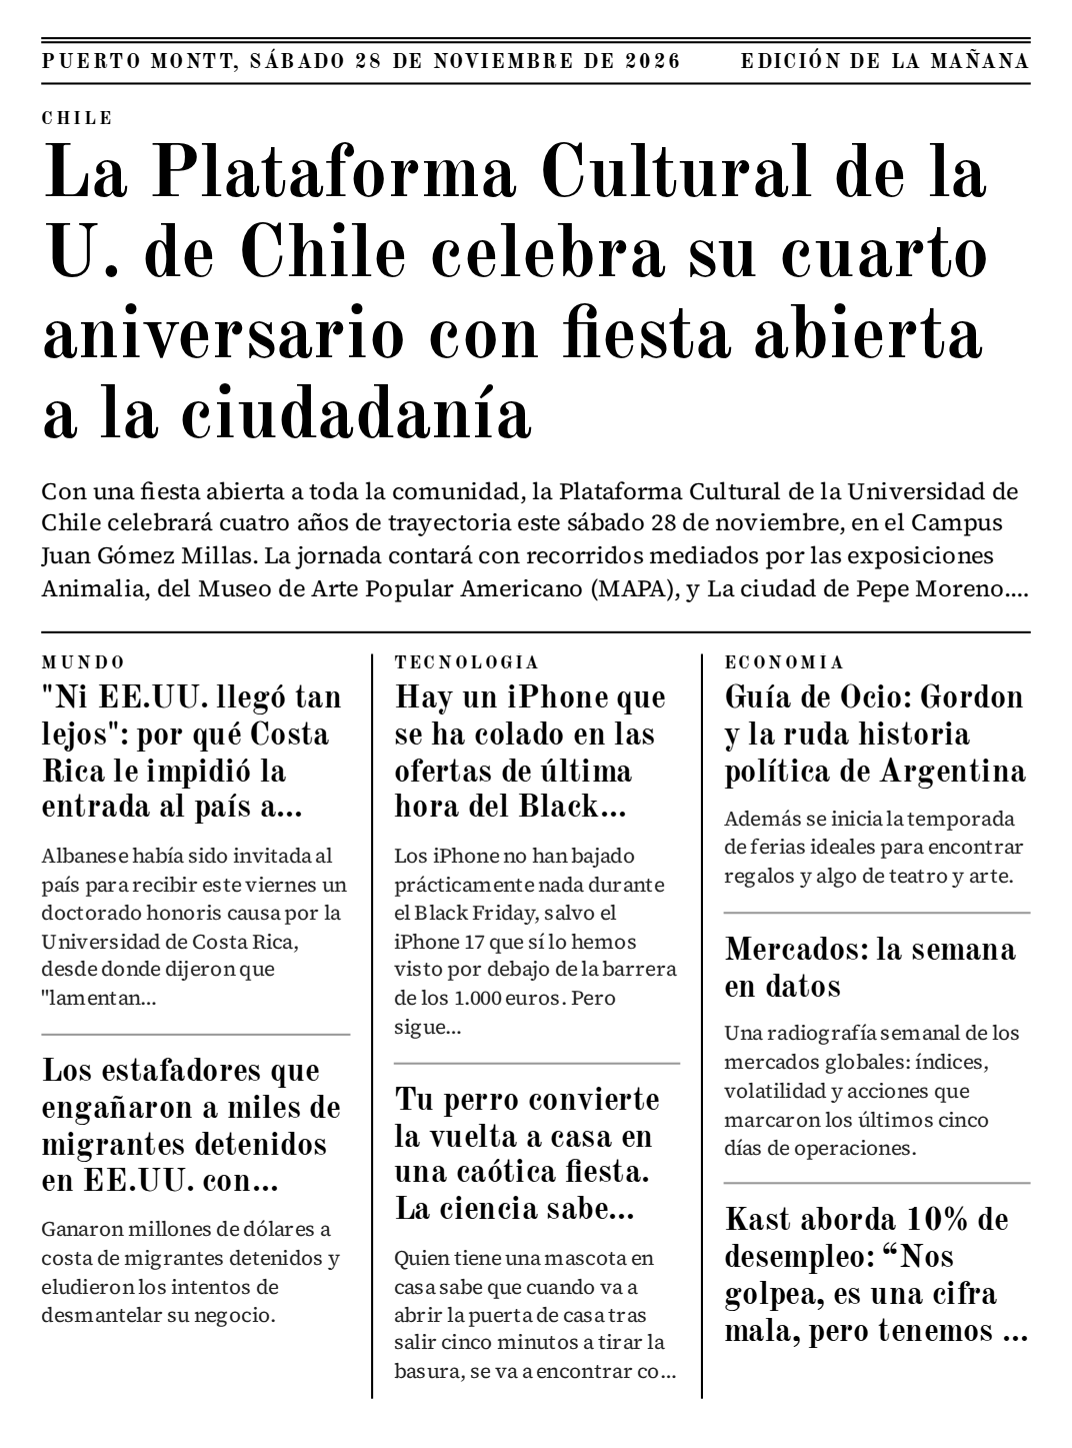 PUERTO MONTT, SÁBADO 28 DE NOVIEMBRE DE 2026
EDICIÓN DE LA MAÑANA
CHILE
La Plataforma Cultural de la
U. de Chile celebra su cuarto
aniversario con fiesta abierta
a la ciudadanía
Con una fiesta abierta a toda la comunidad, la Plataforma Cultural de la Universidad de
Chile celebrará cuatro años de trayectoria este sábado 28 de noviembre, en el Campus
Juan Gómez Millas. La jornada contará con recorridos mediados por las exposiciones
Animalia, del Museo de Arte Popular Americano (MAPA), y La ciudad de Pepe Moreno....
MUNDO
"Ni EE.UU. llegó tan
lejos": por qué Costa
Rica le impidió la
entrada al país a...
Albanese había sido invitada al
país para recibir este viernes un
doctorado honoris causa por la
Universidad de Costa Rica,
desde donde dijeron que
"lamentan...
Los estafadores que
engañaron a miles de
migrantes detenidos
en EE.UU. con...
Ganaron millones de dólares a
costa de migrantes detenidos y
eludieron los intentos de
desmantelar su negocio.
TECNOLOGIA
Hay un iPhone que
se ha colado en las
ofertas de última
hora del Black...
Los iPhone no han bajado
prácticamente nada durante
el Black Friday, salvo el
iPhone 17 que sí lo hemos
visto por debajo de la barrera
de los 1.000 euros. Pero
sigue...
Tu perro convierte
la vuelta a casa en
una caótica fiesta.
La ciencia sabe...
Quien tiene una mascota en
casa sabe que cuando va a
abrir la puerta de casa tras
salir cinco minutos a tirar la
basura, se va a encontrar co...
ECONOMIA
Guía de Ocio: Gordon
y la ruda historia
política de Argentina
Además se inicia la temporada
de ferias ideales para encontrar
regalos y algo de teatro y arte.
Mercados: la semana
en datos
Una radiografía semanal de los
mercados globales: índices,
volatilidad y acciones que
marcaron los últimos cinco
días de operaciones.
Kast aborda 10% de
desempleo: “Nos
golpea, es una cifra
mala, pero tenemos ...